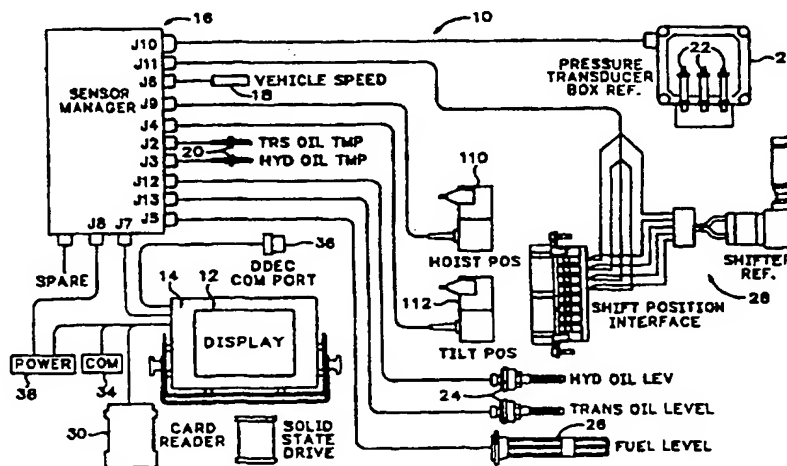 16
10
J10
J11
J6
J9
J4
J2
J3
J12
J13
J5
J8 J7
SENSOR
MANAGER
VEHICLE SPEED
18
TRS OIL TMP
20
HYD OIL TMP
22
2
PRESSURE
TRANSDUCER
BOX REF.
110
HOIST POS
112
TILT POS
SHIFTER
REF.
28
SHIFT POSITION
INTERFACE
SPARE
36
DDEC
COM PORT
14
12
DISPLAY
POWER
38
COM
34
30
CARD
READER
SOLID
STATE
DRIVE
HYD OIL LEV
24
TRANS OIL LEVEL
26
FUEL LEVEL